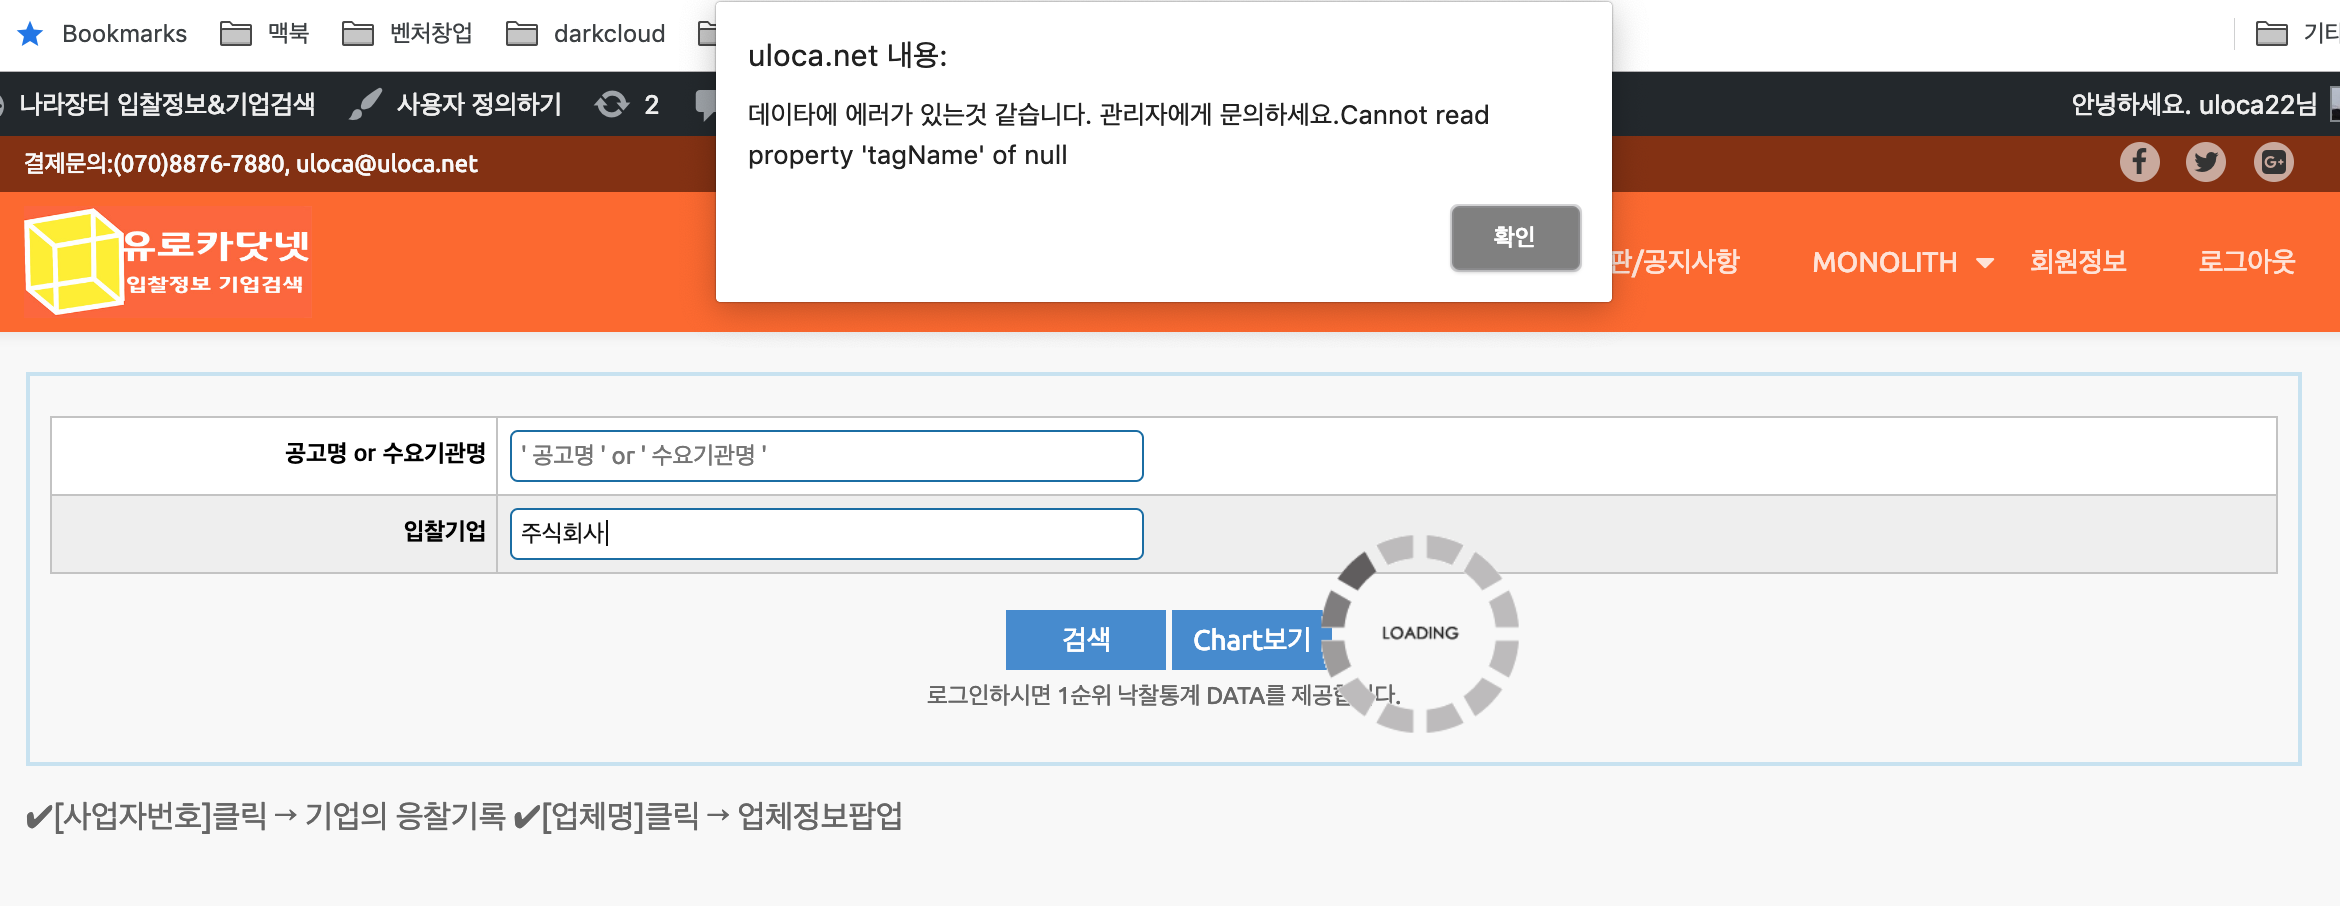 Bookmarks 맥북 벤처창업 darkcloud
나라장터 입찰정보&기업검색 사용자 정의하기 2 안녕하세요. uloca22님
uloca.net 내용:
데이타에 에러가 있는것 같습니다. 관리자에게 문의하세요.Cannot read
property 'tagName' of null
확인
결제문의:(070)8876-7880, uloca@uloca.net
유로카닷넷
입찰정보 기업검색
판/공지사항 MONOLITH 회원정보 로그아웃
공고명 or 수요기관명 ' 공고명 ' or ' 수요기관명 '
입찰기업 주식회사
검색 Chart보기 LOADING
로그인하시면 1순위 낙찰통계 DATA를 제공합니다.
✔[사업자번호]클릭 → 기업의 응찰기록 ✔[업체명]클릭 → 업체정보팝업